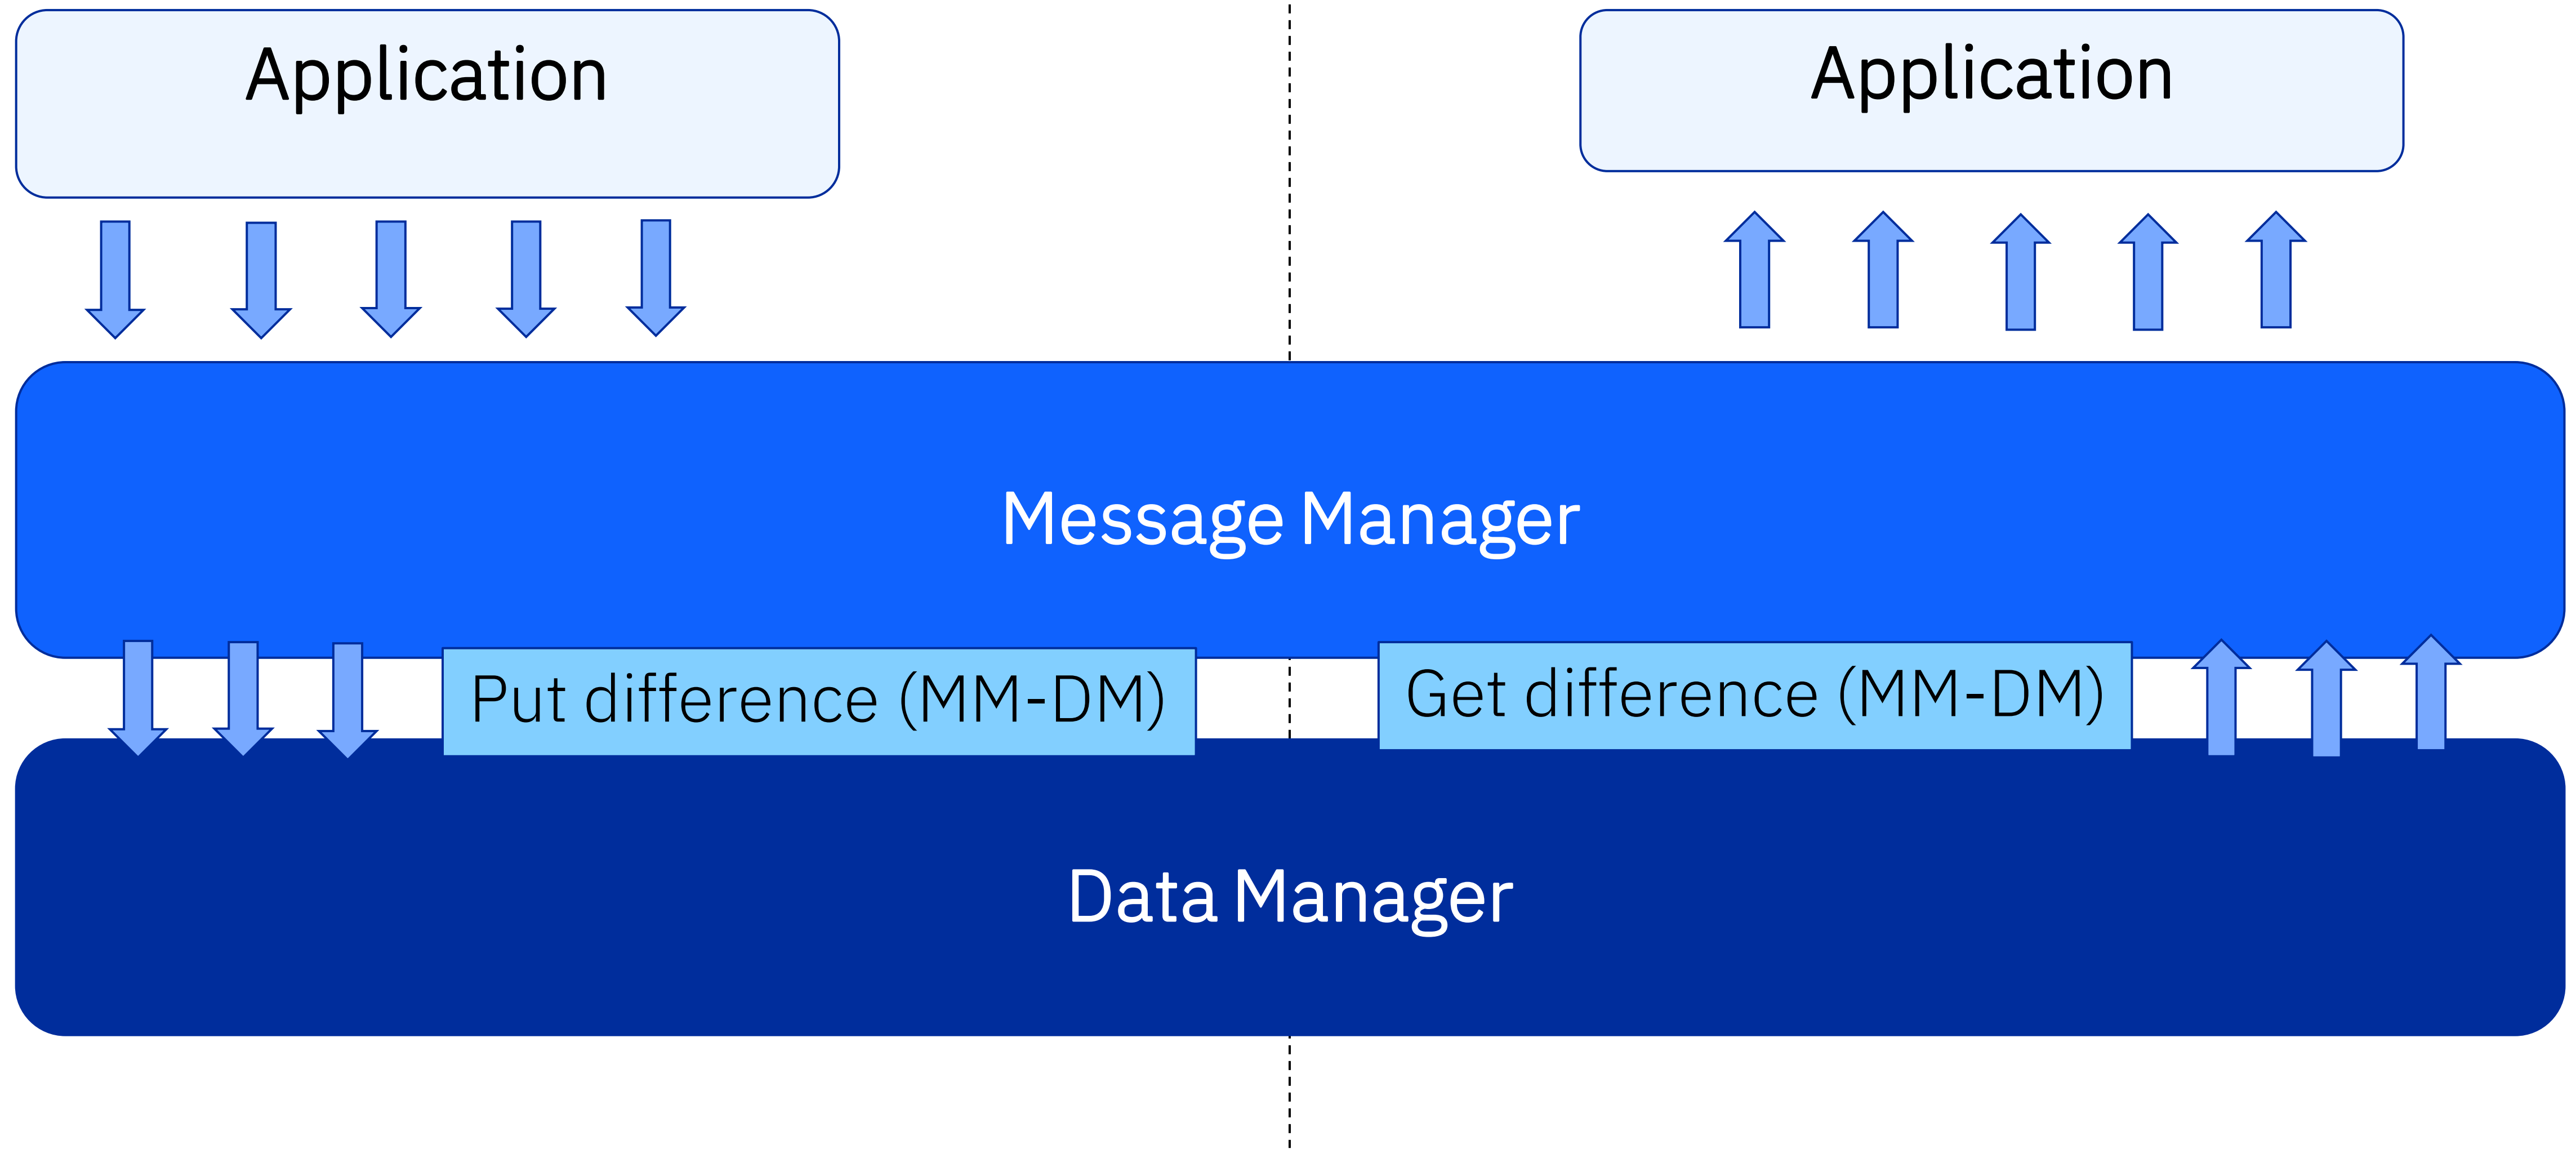 Application
Application
Message Manager
Put difference (MM-DM)
Get difference (MM-DM)
Data Manager